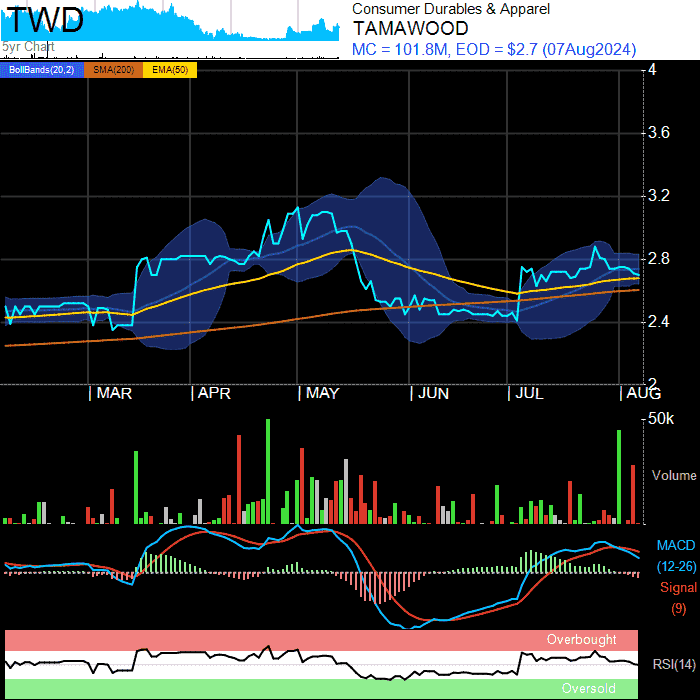 TWD
5yr Chart
Consumer Durables & Apparel
TAMAWOOD
MC = 101.8M, EOD = $2.7 (07Aug2024)
BollBands(20,2) SMA(200) EMA(50)
4
3.6
3.2
2.8
2.4
2
| MAR | APR | MAY | JUN | JUL | AUG
50k
Volume
MACD
(12-26)
Signal
(9)
Overbought
RSI(14)
Oversold